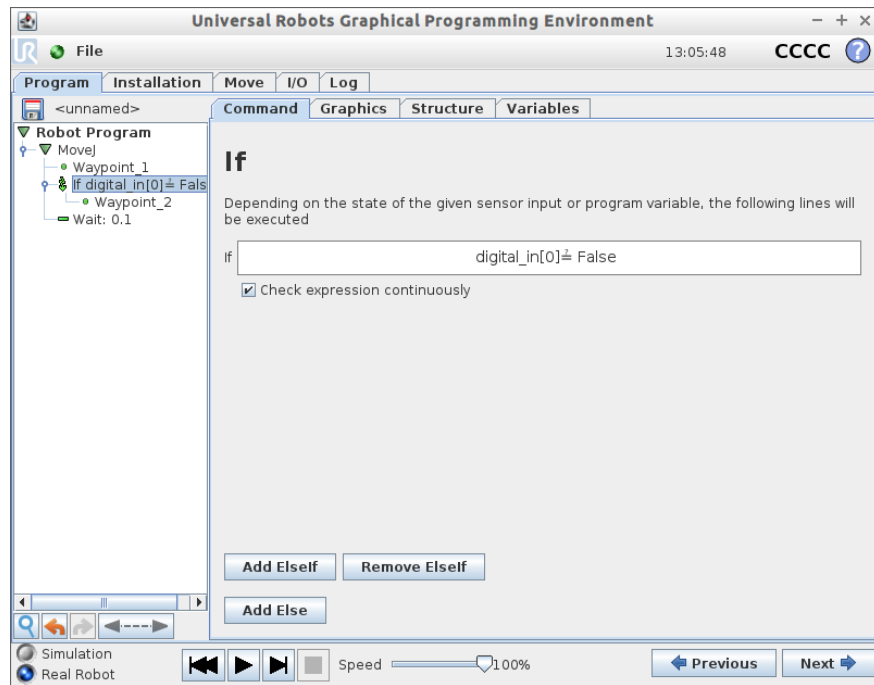 Universal Robots Graphical Programming Environment
UR File 13:05:48 CCCC ?
Program Installation Move I/O Log
<unnamed> Command Graphics Structure Variables
Robot Program
MoveJ
Waypoint_1
If digital_in[0]≟ Fals
Waypoint_2
Wait: 0.1
If
Depending on the state of the given sensor input or program variable, the following lines will
be executed
If digital_in[0]≟ False
Check expression continuously
Add ElseIf Remove ElseIf
Add Else
Simulation
Real Robot
Speed 100% Previous Next